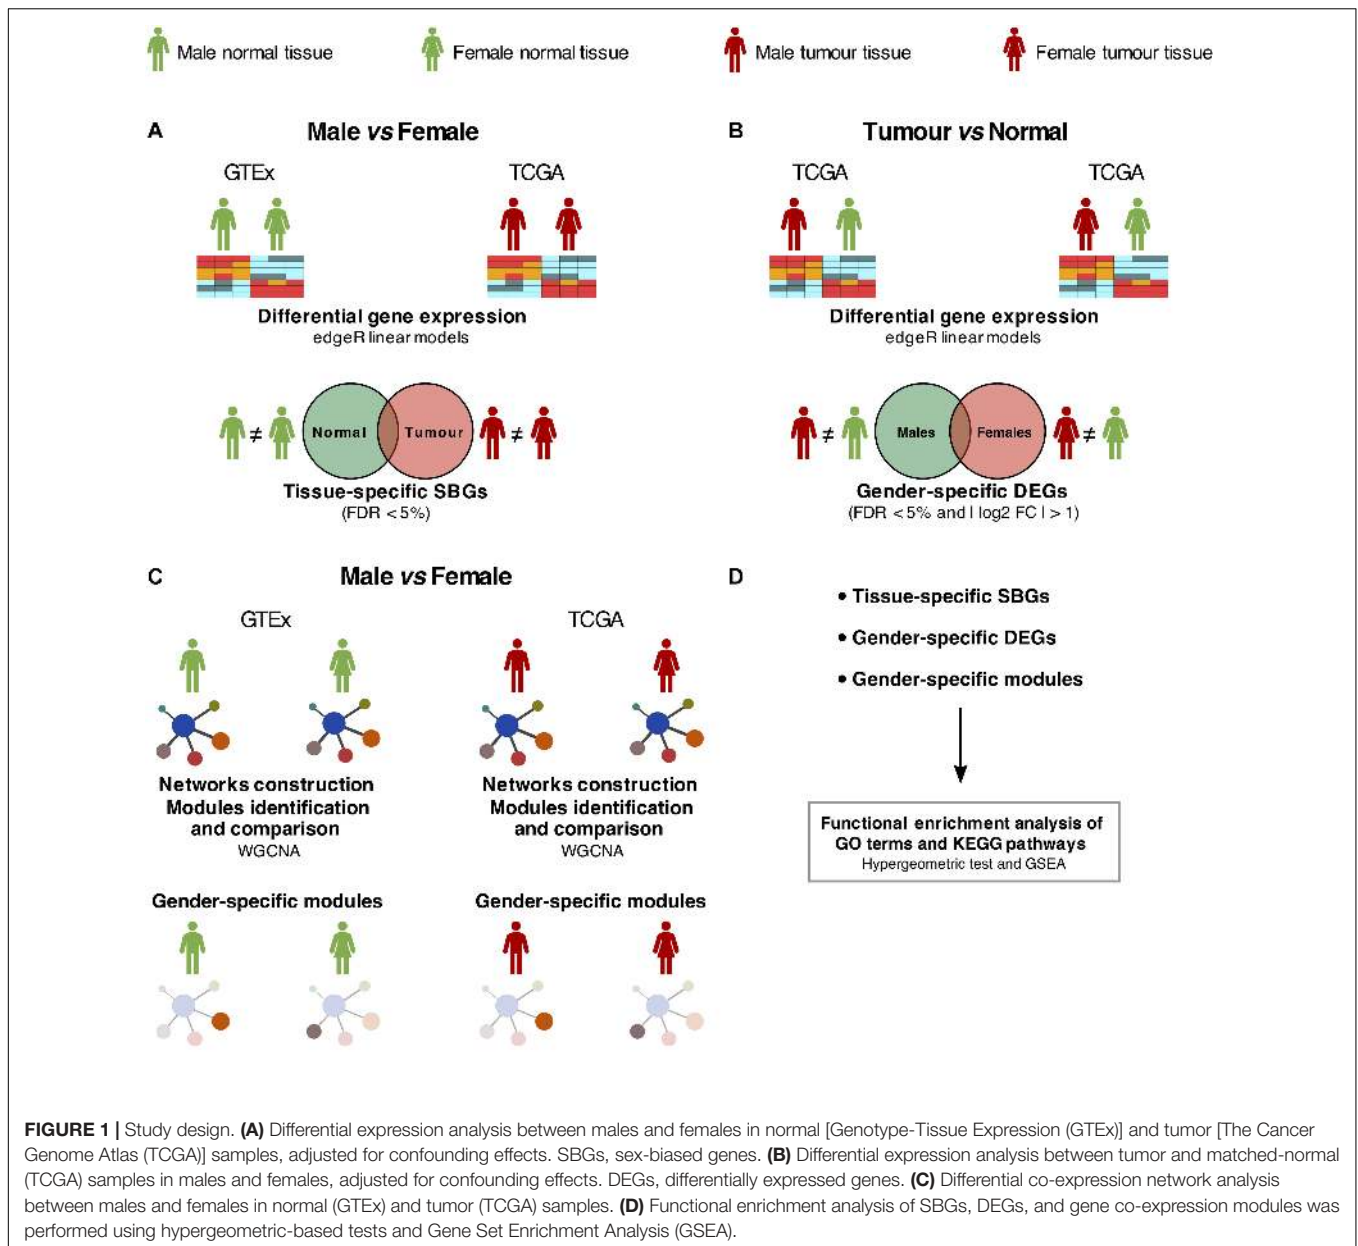 Male normal tissue
Female normal tissue
Male tumour tissue
Female tumour tissue
A
Male vs Female
GTEx
TCGA
Differential gene expression
edgeR linear models
≠
Normal
Tumour
≠
Tissue-specific SBGs
(FDR < 5%)
B
Tumour vs Normal
TCGA
TCGA
Differential gene expression
edgeR linear models
≠
Males
Females
≠
Gender-specific DEGs
(FDR < 5% and | log2 FC | > 1)
C
Male vs Female
GTEx
TCGA
Networks construction
Modules identification
and comparison
WGCNA
Networks construction
Modules identification
and comparison
WGCNA
Gender-specific modules
Gender-specific modules
D
• Tissue-specific SBGs
• Gender-specific DEGs
• Gender-specific modules
Functional enrichment analysis of
GO terms and KEGG pathways
Hypergeometric test and GSEA
FIGURE 1 | Study design. (A) Differential expression analysis between males and females in normal [Genotype-Tissue Expression (GTEx)] and tumor [The Cancer
Genome Atlas (TCGA)] samples, adjusted for confounding effects. SBGs, sex-biased genes. (B) Differential expression analysis between tumor and matched-normal
(TCGA) samples in males and females, adjusted for confounding effects. DEGs, differentially expressed genes. (C) Differential co-expression network analysis
between males and females in normal (GTEx) and tumor (TCGA) samples. (D) Functional enrichment analysis of SBGs, DEGs, and gene co-expression modules was
performed using hypergeometric-based tests and Gene Set Enrichment Analysis (GSEA).